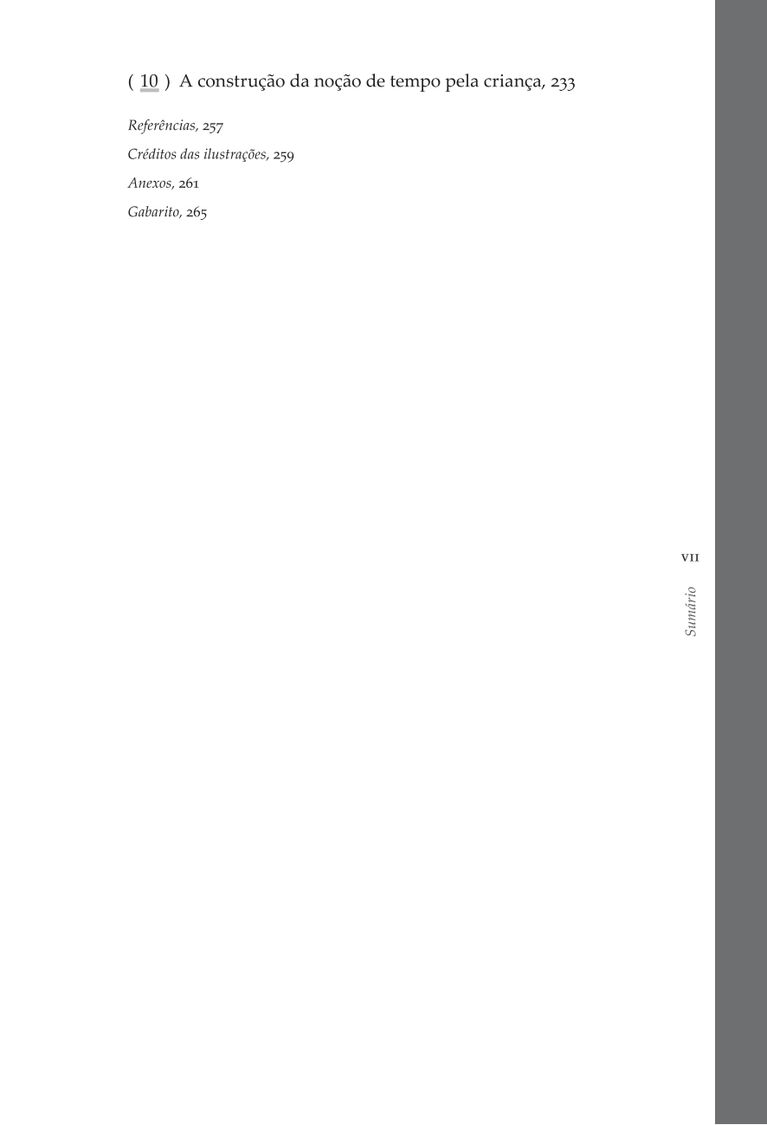 ( 10 ) A construção da noção de tempo pela criança, 233
Referências, 257
Créditos das ilustrações, 259
Anexos, 261
Gabarito, 265
VII
Sumário